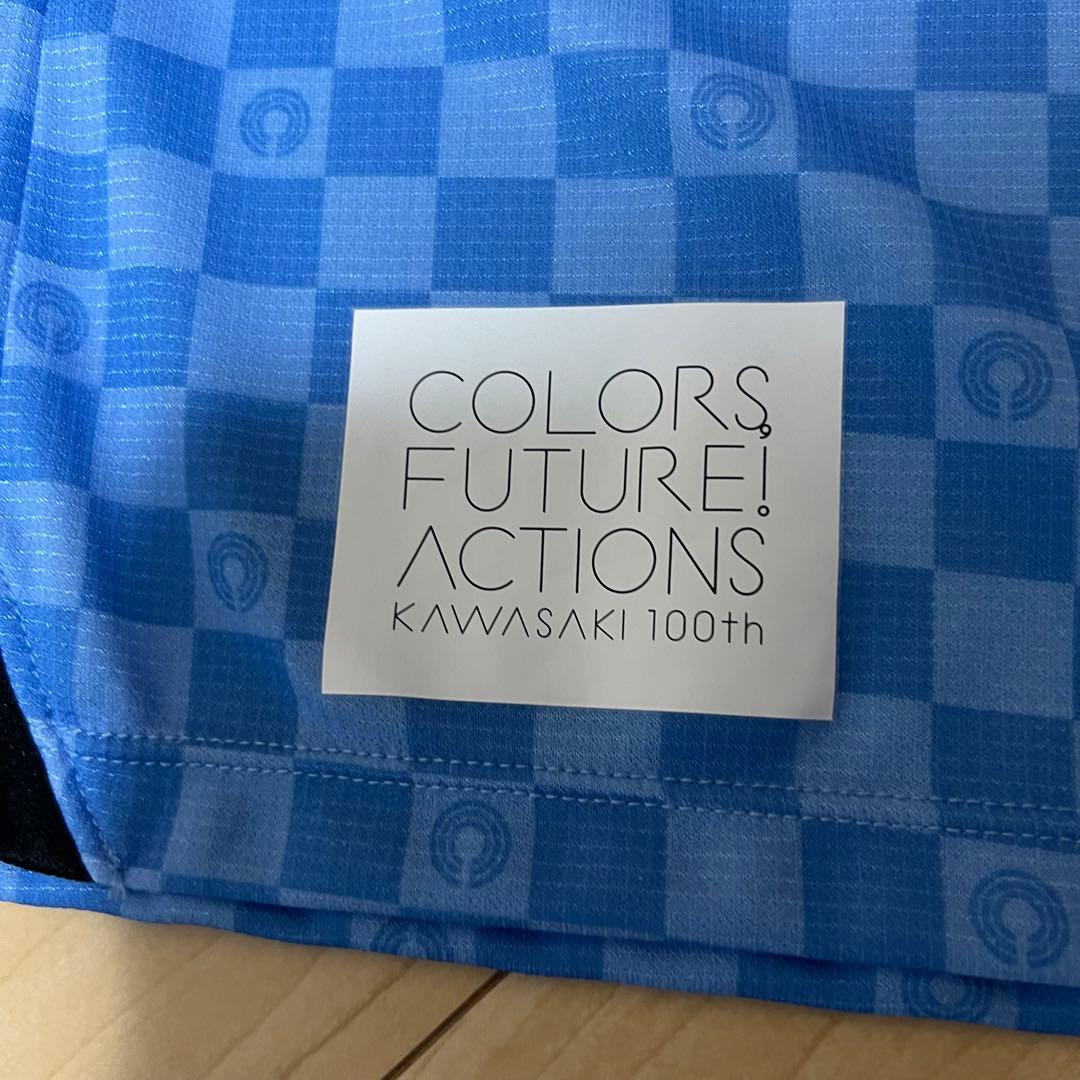 COLORS,
FUTURE!
ACTIONS
KAWASAKI 100th